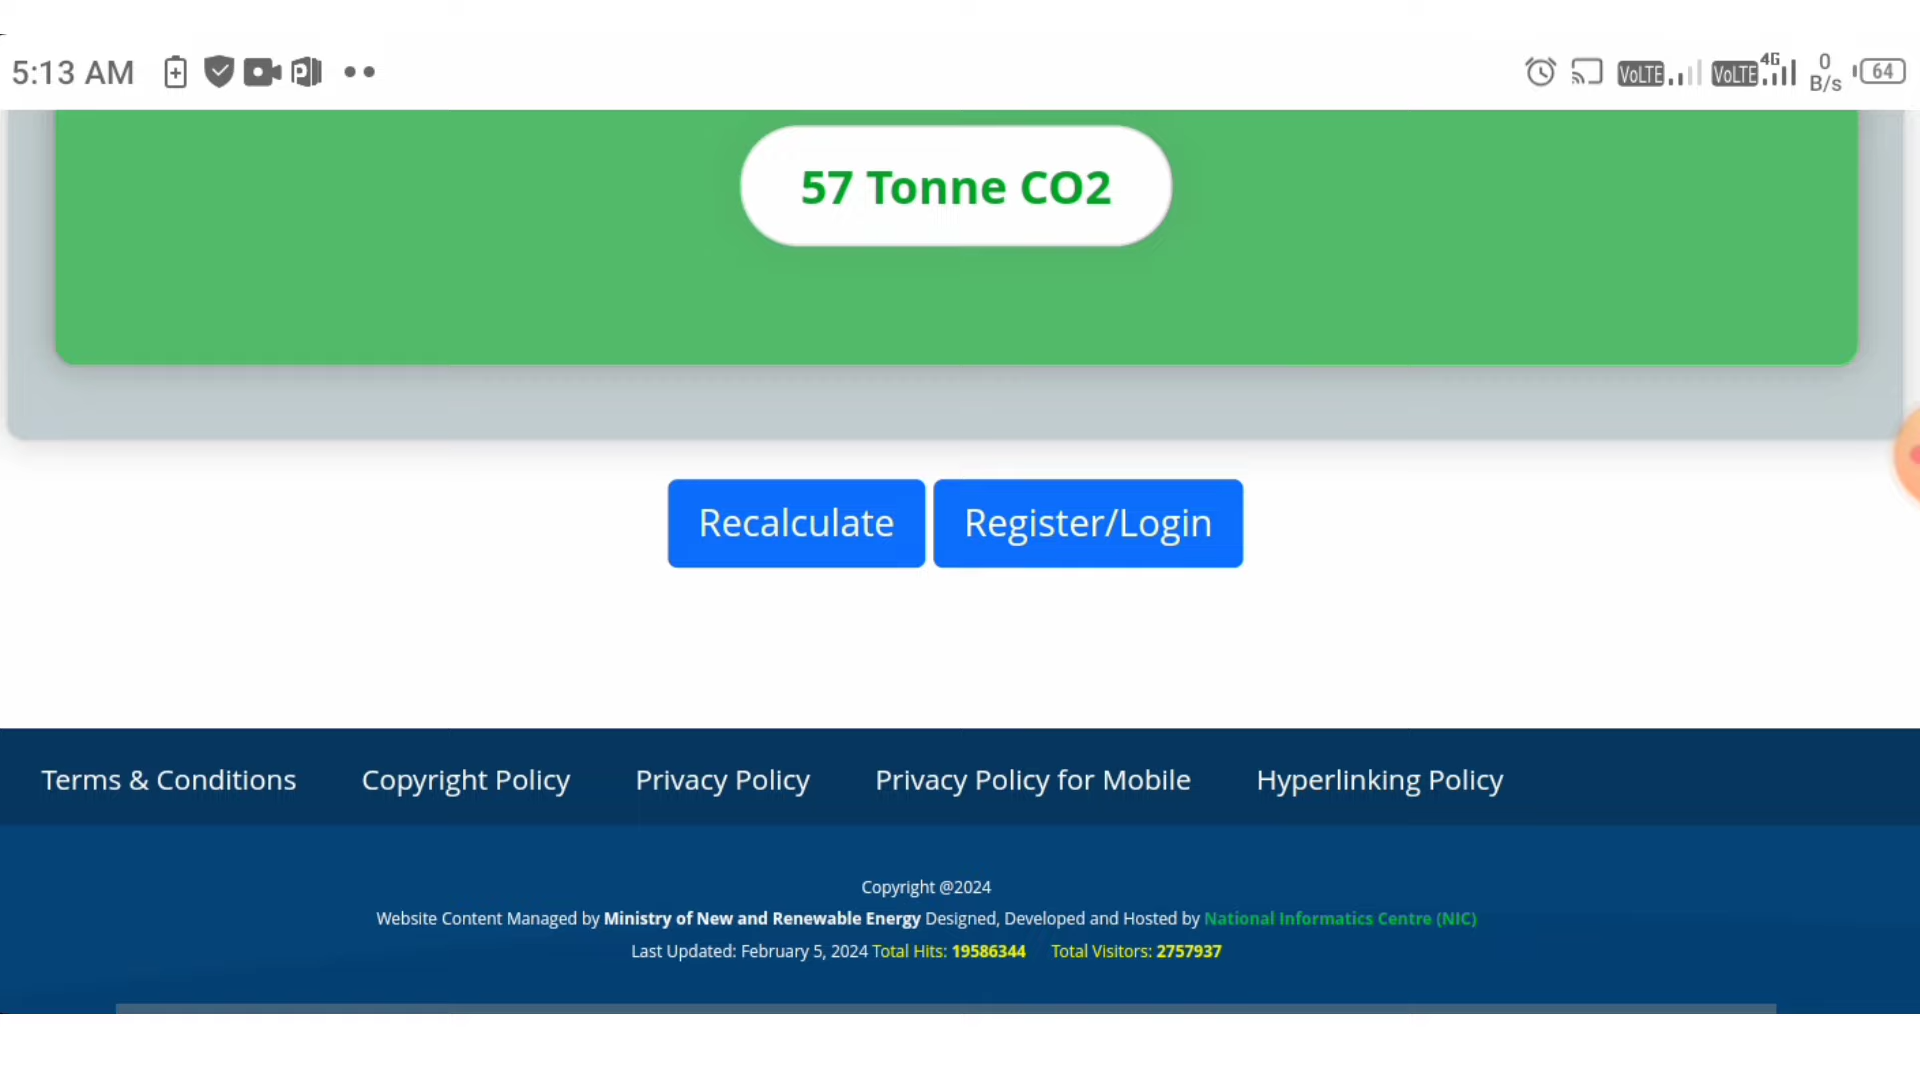 5:13 AM
VoLTE VoLTE 4G 0 B/s 64
57 Tonne CO2
Recalculate Register/Login
Terms & Conditions Copyright Policy Privacy Policy Privacy Policy for Mobile Hyperlinking Policy
Copyright @2024
Website Content Managed by Ministry of New and Renewable Energy Designed, Developed and Hosted by National Informatics Centre (NIC)
Last Updated: February 5, 2024 Total Hits: 19586344 Total Visitors: 2757937